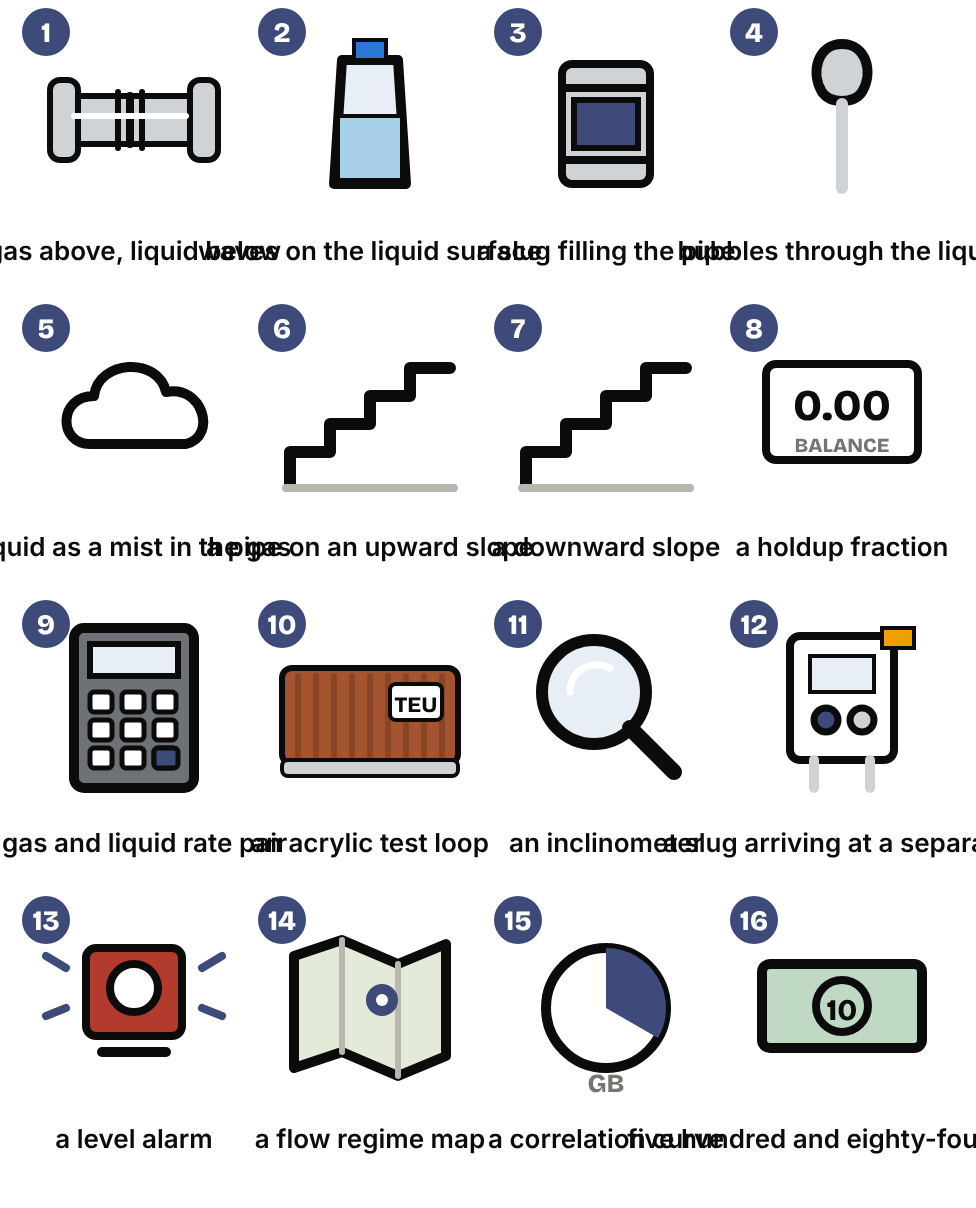 1
2
3
4
gas above, liquid below
waves on the liquid surface
a slug filling the pipe
bubbles through the liqu
5
6
7
8
0.00
BALANCE
quid as a mist in the gas
a pipe on an upward slope
a downward slope
a holdup fraction
9
10
11
12
TEU
gas and liquid rate pair
an acrylic test loop
an inclinometer
a slug arriving at a separa
13
14
15
16
10
GB
a level alarm
a flow regime map
a correlation curve
five hundred and eighty-fou